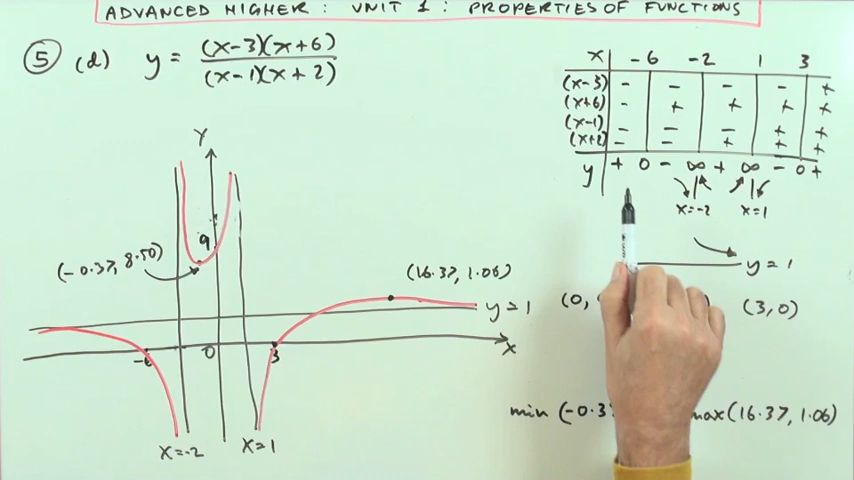 ADVANCED HIGHER : UNIT 1 : PROPERTIES OF FUNCTIONS
5 (d) y = (x-3)(x+6) / (x-1)(x+2)
x | -6 -2 1 3
(x-3) - - - - +
(x+6) - + + + +
(x-1) - - - + +
(x+2) - - + + +
y + 0 - ∞ + ∞ - 0 +
x=-2 x=1
y = 1
(0, (3,0)
min (-0.3 max (16.37, 1.06)
Y
9
(-0.37, 8.50)
(16.37, 1.06)
y = 1
-6 0 3 X
x=-2 x=1